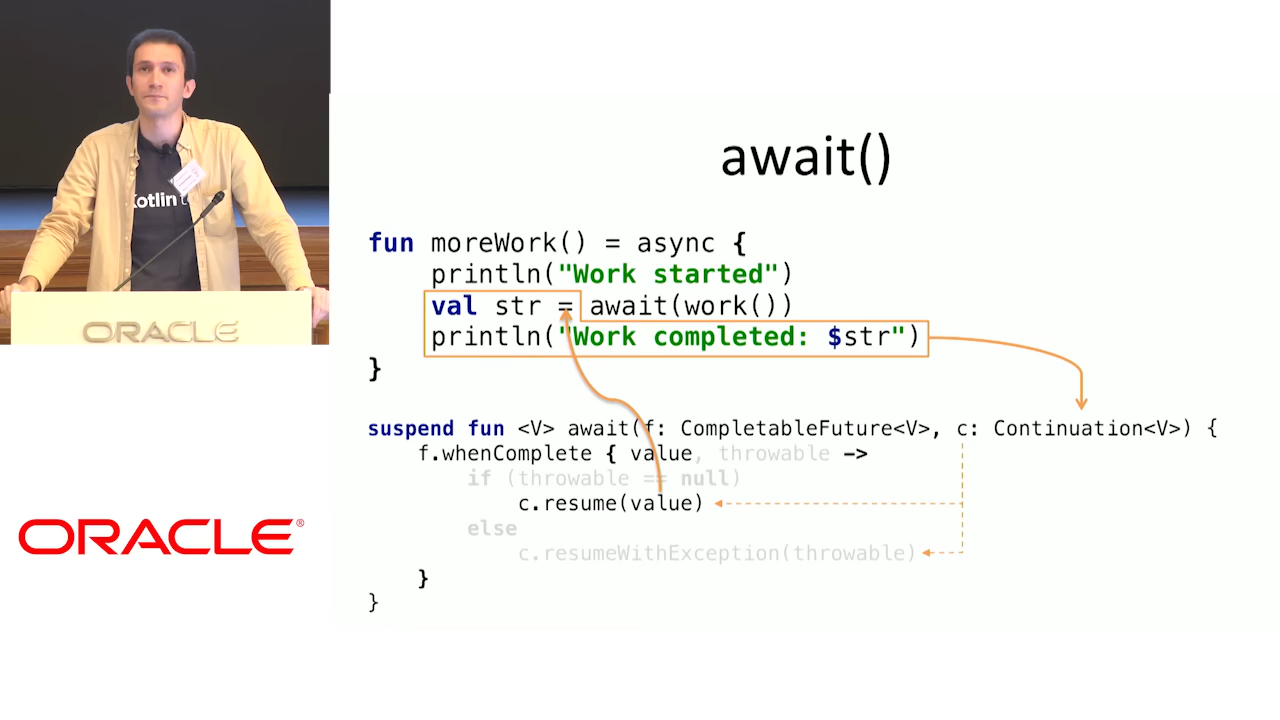 await()
fun moreWork() = async {
println("Work started")
val str = await(work())
println("Work completed: $str")
}
suspend fun <V> await(f: CompletableFuture<V>, c: Continuation<V>) {
f.whenComplete { value, throwable ->
if (throwable == null)
c.resume(value)
else
c.resumeWithException(throwable)
}
}
Kotlin
ORACLE
ORACLE®